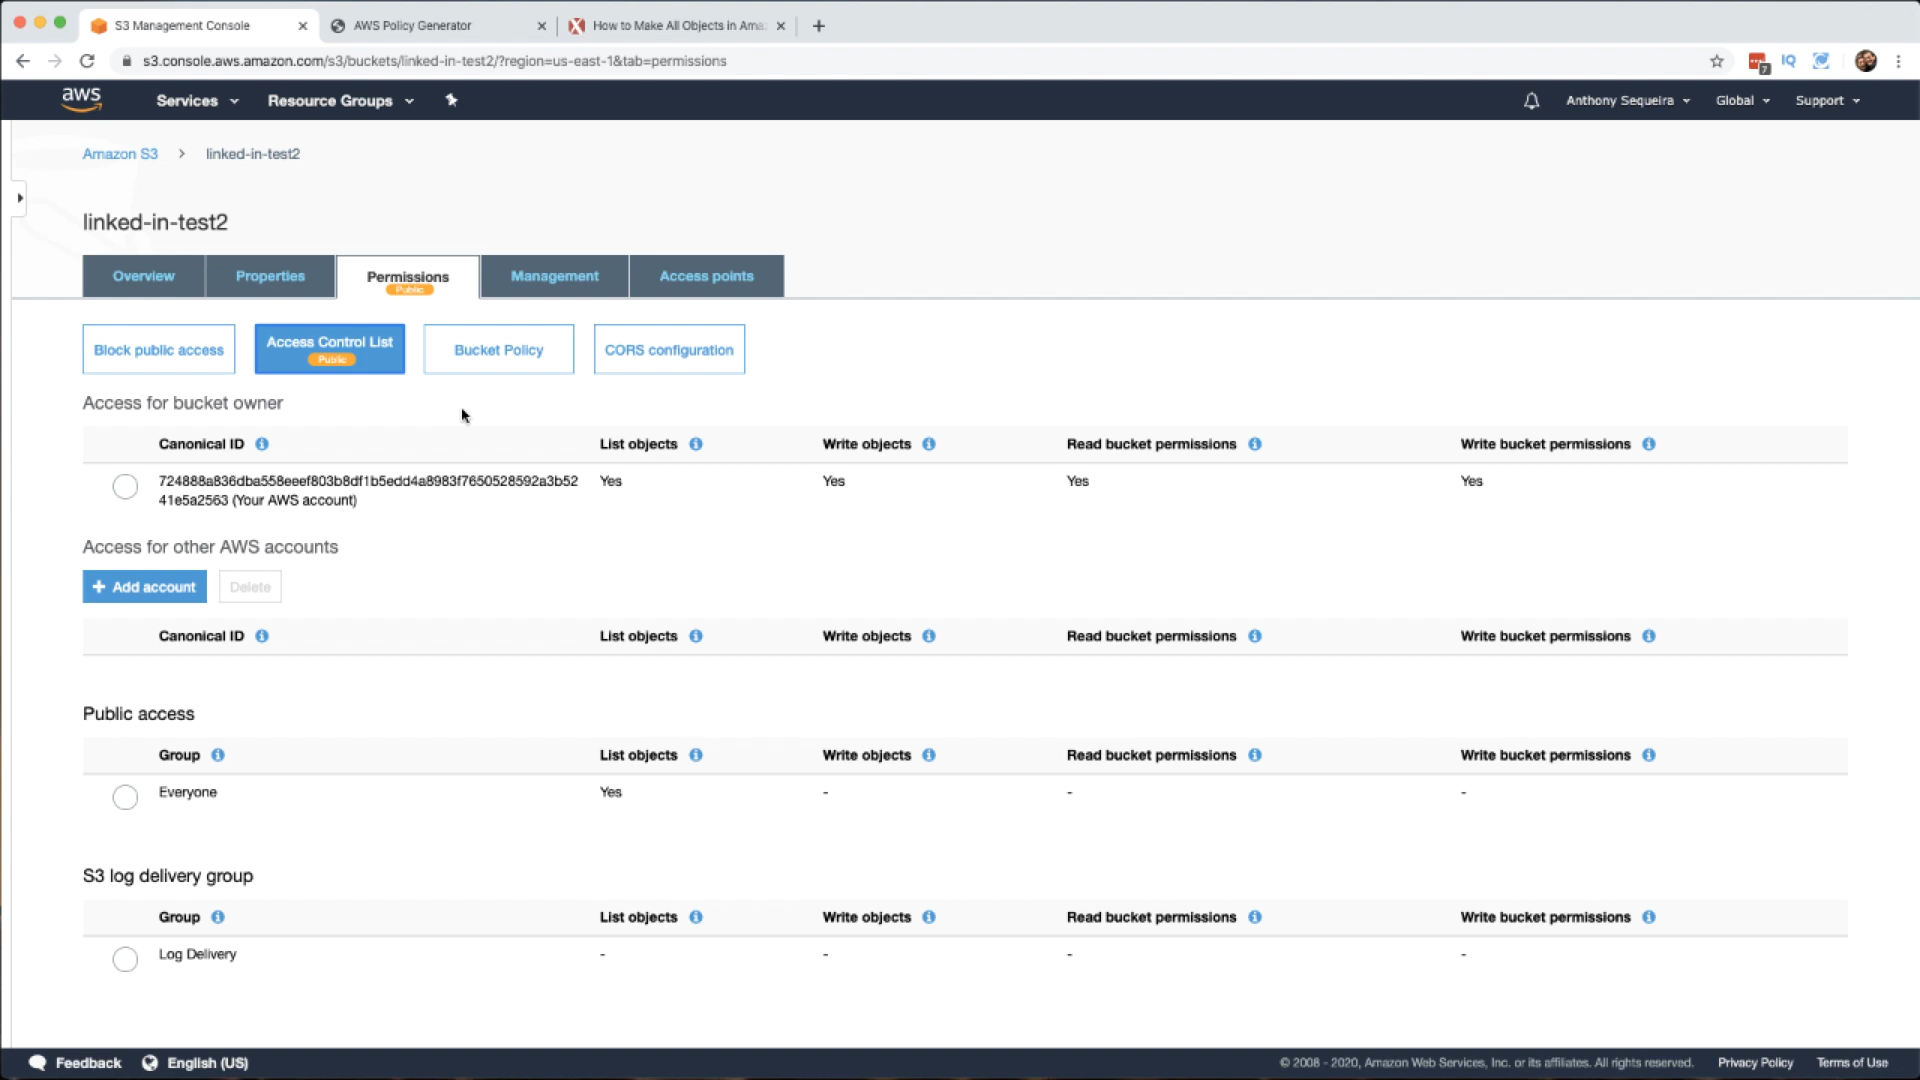 S3 Management Console
AWS Policy Generator
How to Make All Objects in Ama
s3.console.aws.amazon.com/s3/buckets/linked-in-test2/?region=us-east-1&tab=permissions
7
IQ
aws
Services
Resource Groups
Anthony Sequeira
Global
Support
Amazon S3 > linked-in-test2
linked-in-test2
Overview
Properties
Permissions
Public
Management
Access points
Block public access
Access Control List
Public
Bucket Policy
CORS configuration
Access for bucket owner
Canonical ID List objects Write objects Read bucket permissions Write bucket permissions
724888a836dba558eeef803b8df1b5edd4a8983f7650528592a3b52 Yes Yes Yes Yes
41e5a2563 (Your AWS account)
Access for other AWS accounts
+ Add account
Delete
Canonical ID List objects Write objects Read bucket permissions Write bucket permissions
Public access
Group List objects Write objects Read bucket permissions Write bucket permissions
Everyone Yes - - -
S3 log delivery group
Group List objects Write objects Read bucket permissions Write bucket permissions
Log Delivery - - - -
Feedback
English (US)
© 2008 - 2020, Amazon Web Services, Inc. or its affiliates. All rights reserved.
Privacy Policy
Terms of Use